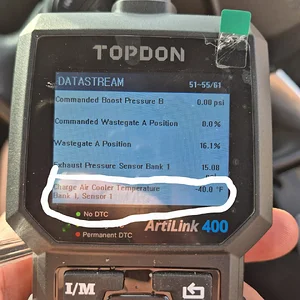 TOPDON
DATASTREAM 51-55/61
Commanded Boost Pressure B 0.00 psi
Commanded Wastegate A Position 0.0%
Wastegate A Position 16.1%
Exhaust Pressure Sensor Bank 1 15.08
Charge Air Cooler Temperature -40.0 °F
Bank 1, Sensor 1
No DTC
Permanent DTC
ArtiLink 400
I/M